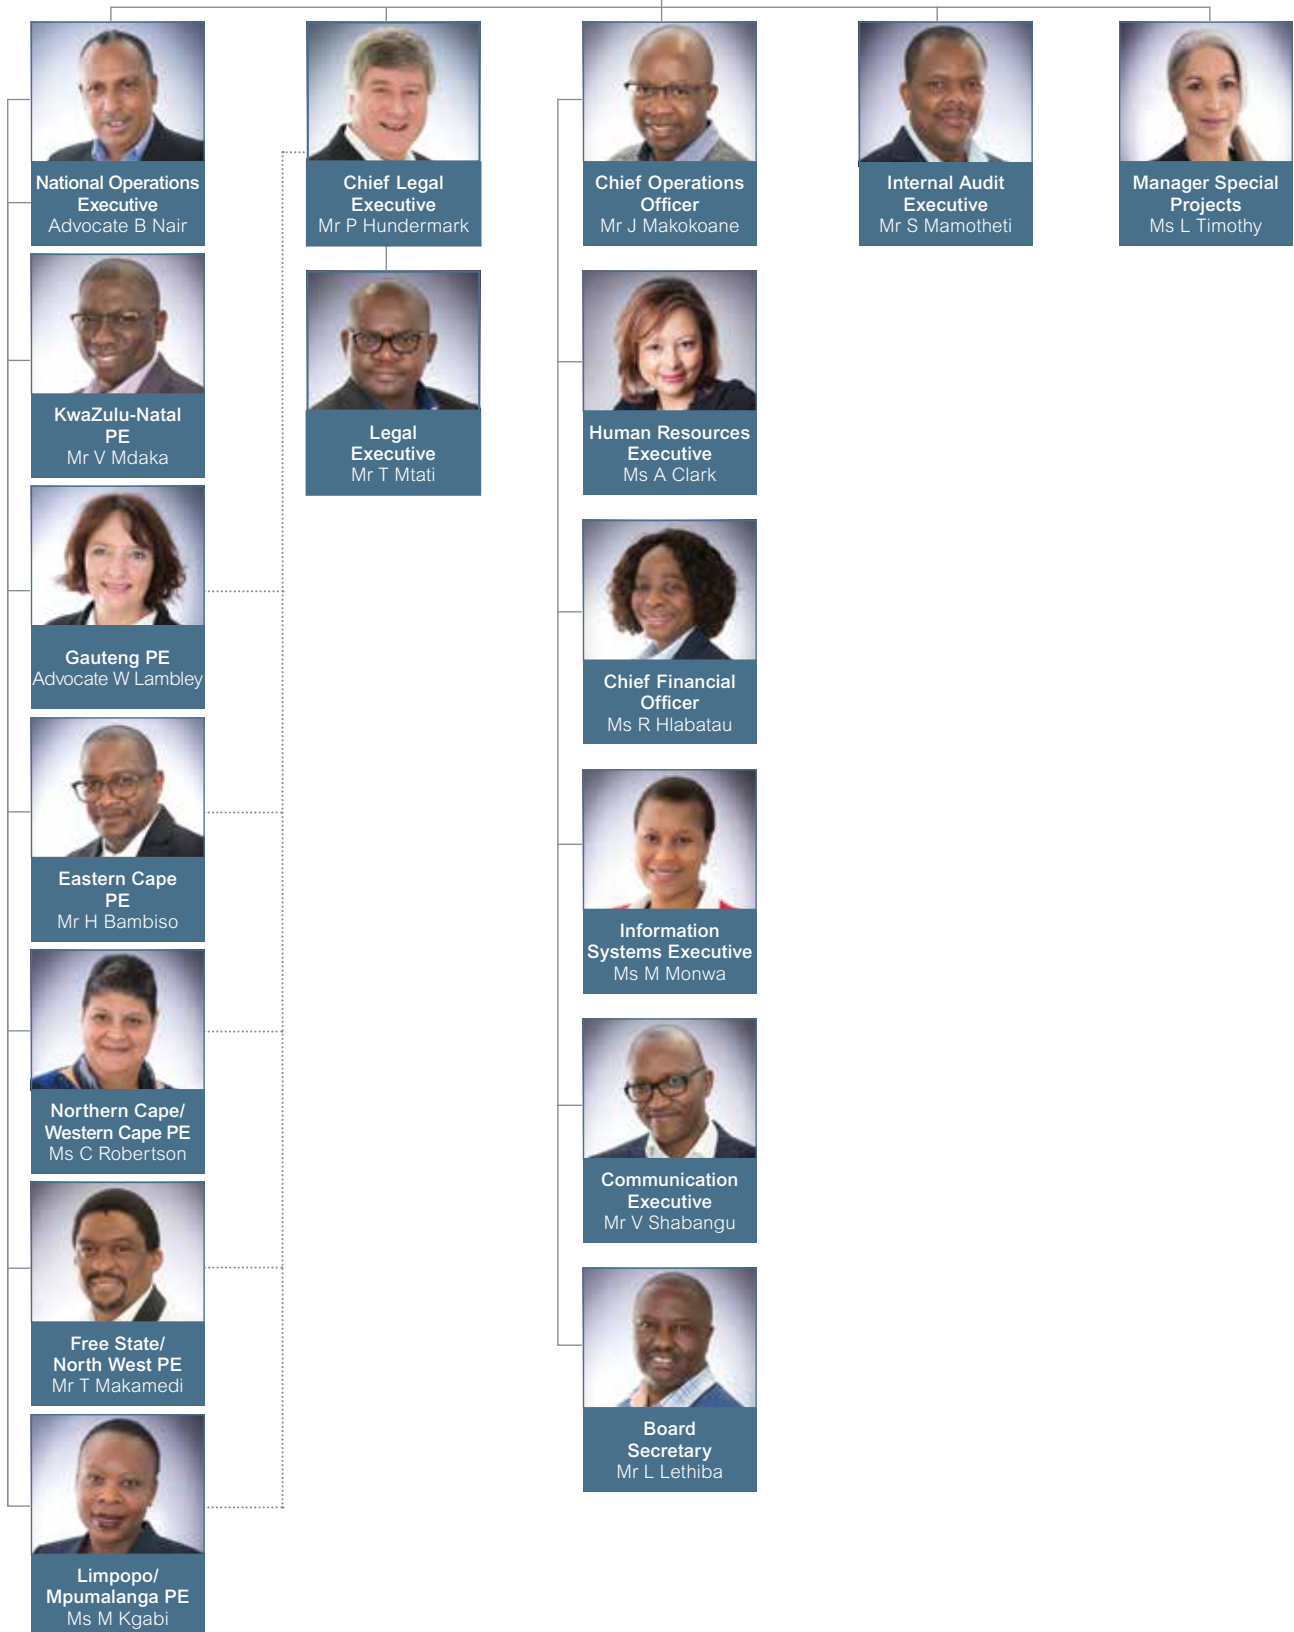 National Operations
Executive
Advocate B Nair
Chief Legal
Executive
Mr P Hundermark
Chief Operations
Officer
Mr J Makokoane
Internal Audit
Executive
Mr S Mamotheti
Manager Special
Projects
Ms L Timothy
KwaZulu-Natal
PE
Mr V Mdaka
Legal
Executive
Mr T Mtati
Human Resources
Executive
Ms A Clark
Gauteng PE
Advocate W Lambley
Chief Financial
Officer
Ms R Hlabatau
Eastern Cape
PE
Mr H Bambiso
Information
Systems Executive
Ms M Monwa
Northern Cape/
Western Cape PE
Ms C Robertson
Communication
Executive
Mr V Shabangu
Free State/
North West PE
Mr T Makamedi
Board
Secretary
Mr L Lethiba
Limpopo/
Mpumalanga PE
Ms M Kgabi